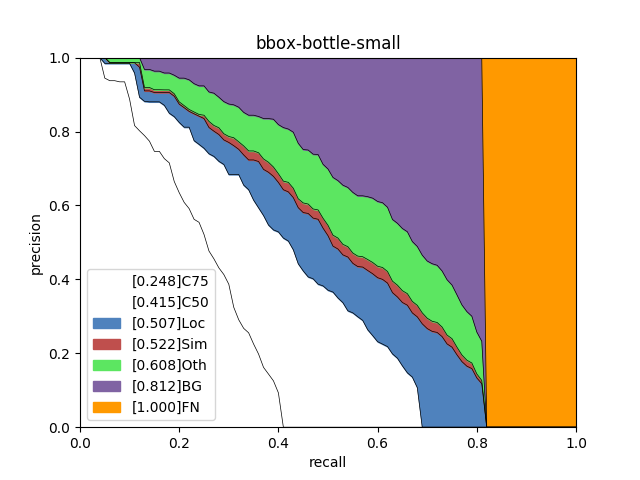 bbox-bottle-small
1.0
0.8
0.6
0.4
0.2
0.0
precision
[0.248]C75
[0.415]C50
[0.507]Loc
[0.522]Sim
[0.608]Oth
[0.812]BG
[1.000]FN
0.0 0.2 0.4 0.6 0.8 1.0
recall